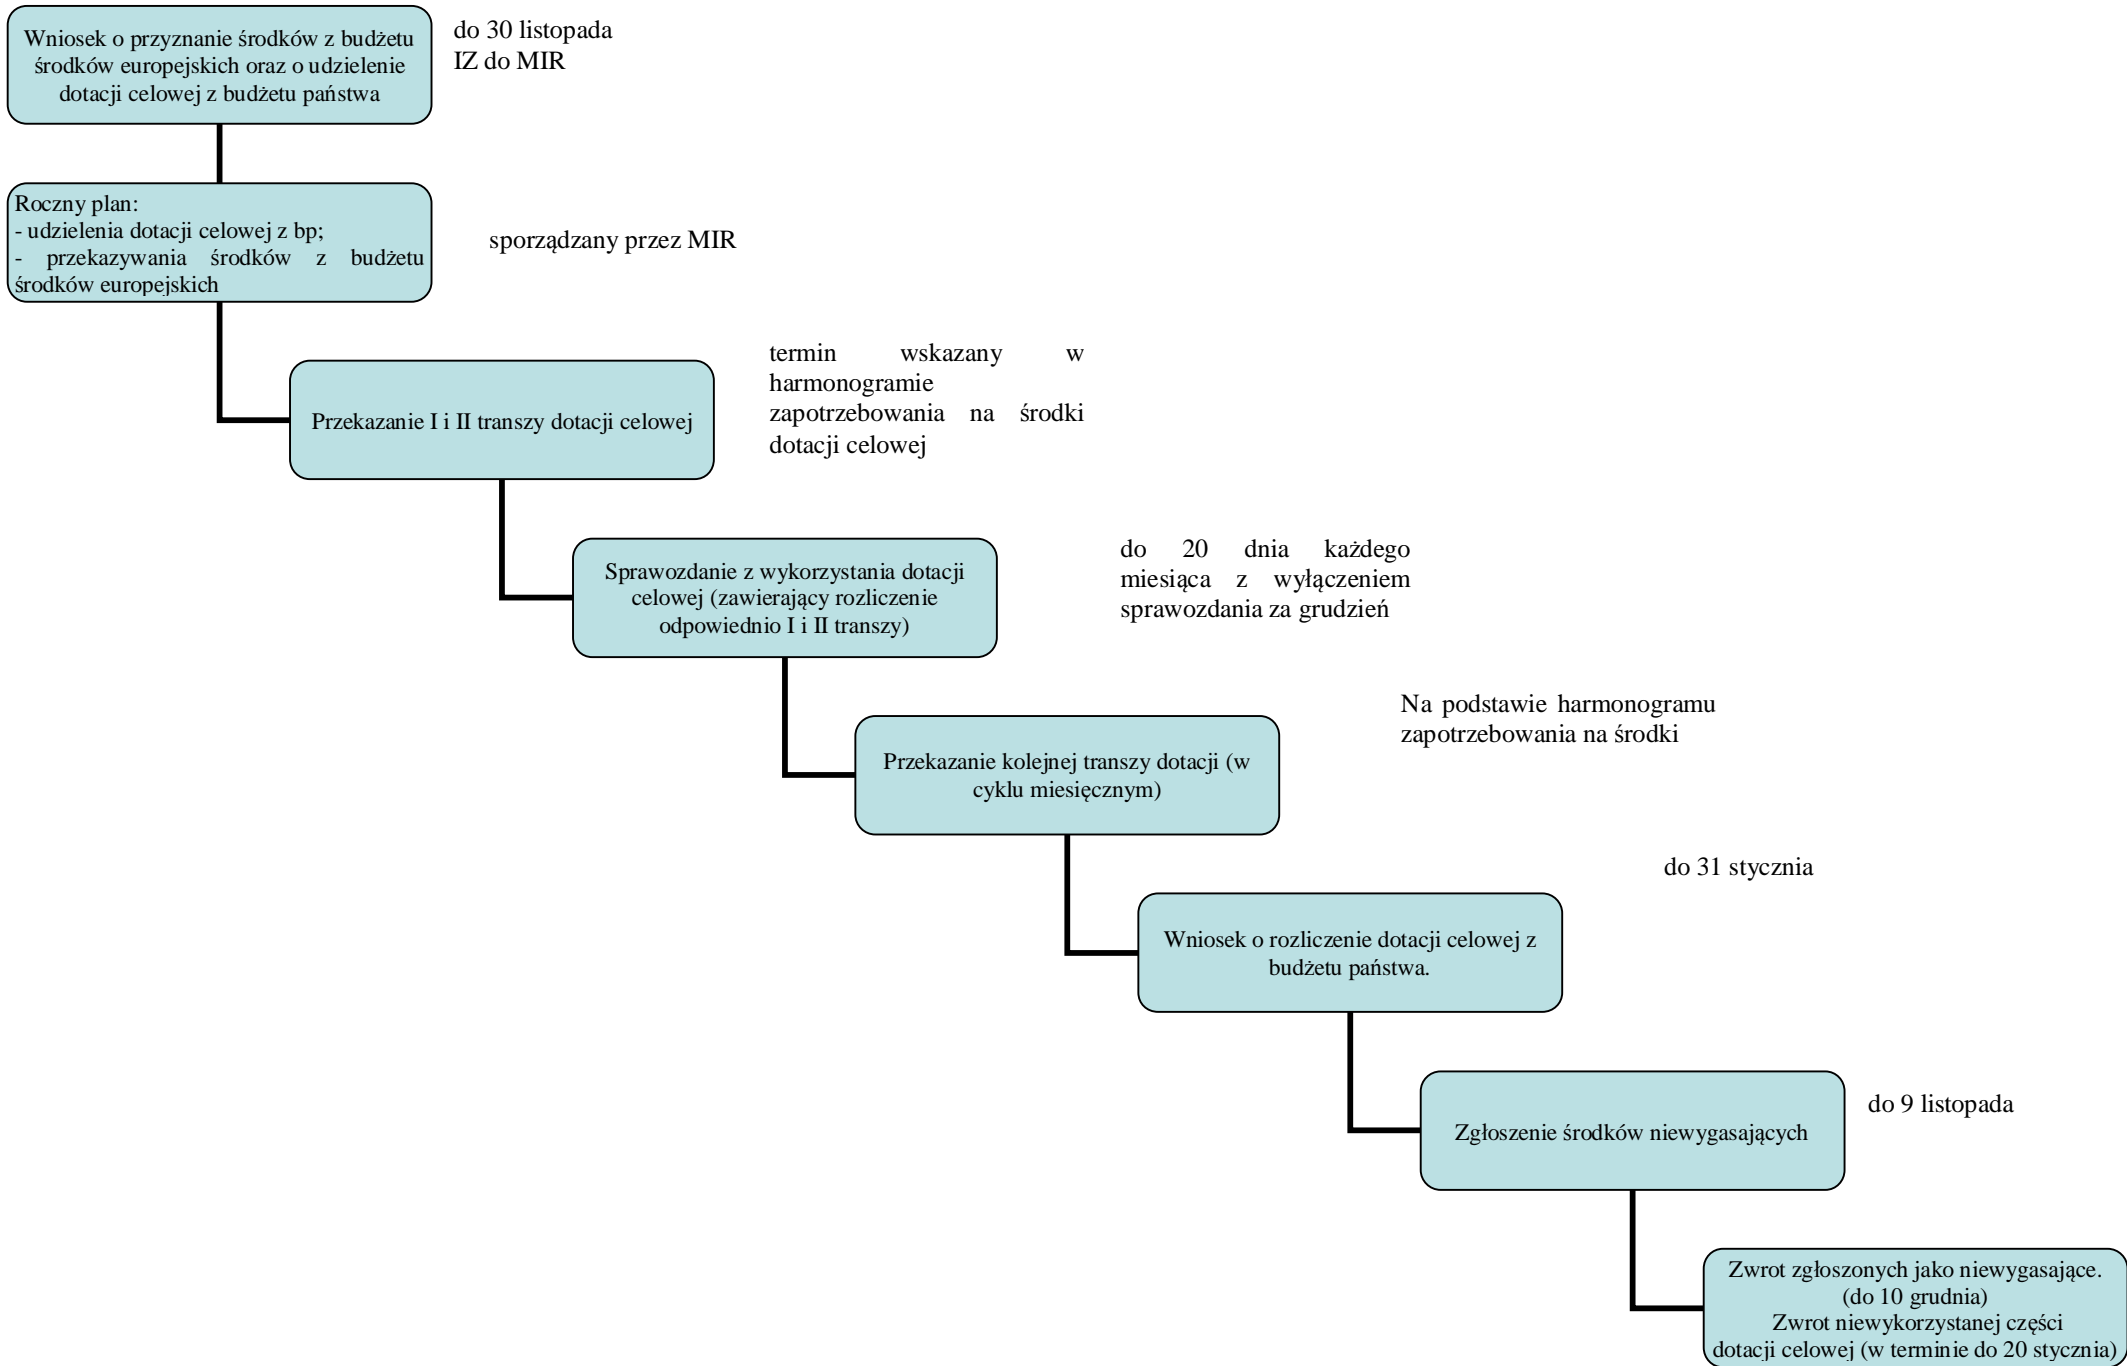 Wniosek o przyznanie środków z budżetu
środków europejskich oraz o udzielenie
dotacji celowej z budżetu państwa
do 30 listopada
IZ do MIR
Roczny plan:
- udzielenia dotacji celowej z bp;
- przekazywania środków z budżetu
środków europejskich
sporządzany przez MIR
Przekazanie I i II transzy dotacji celowej
termin wskazany w
harmonogramie
zapotrzebowania na środki
dotacji celowej
Sprawozdanie z wykorzystania dotacji
celowej (zawierający rozliczenie
odpowiednio I i II transzy)
do 20 dnia każdego
miesiąca z wyłączeniem
sprawozdania za grudzień
Przekazanie kolejnej transzy dotacji (w
cyklu miesięcznym)
Na podstawie harmonogramu
zapotrzebowania na środki
Wniosek o rozliczenie dotacji celowej z
budżetu państwa.
do 31 stycznia
Zgłoszenie środków niewygasających
do 9 listopada
Zwrot zgłoszonych jako niewygasające.
(do 10 grudnia)
Zwrot niewykorzystanej części
dotacji celowej (w terminie do 20 stycznia)